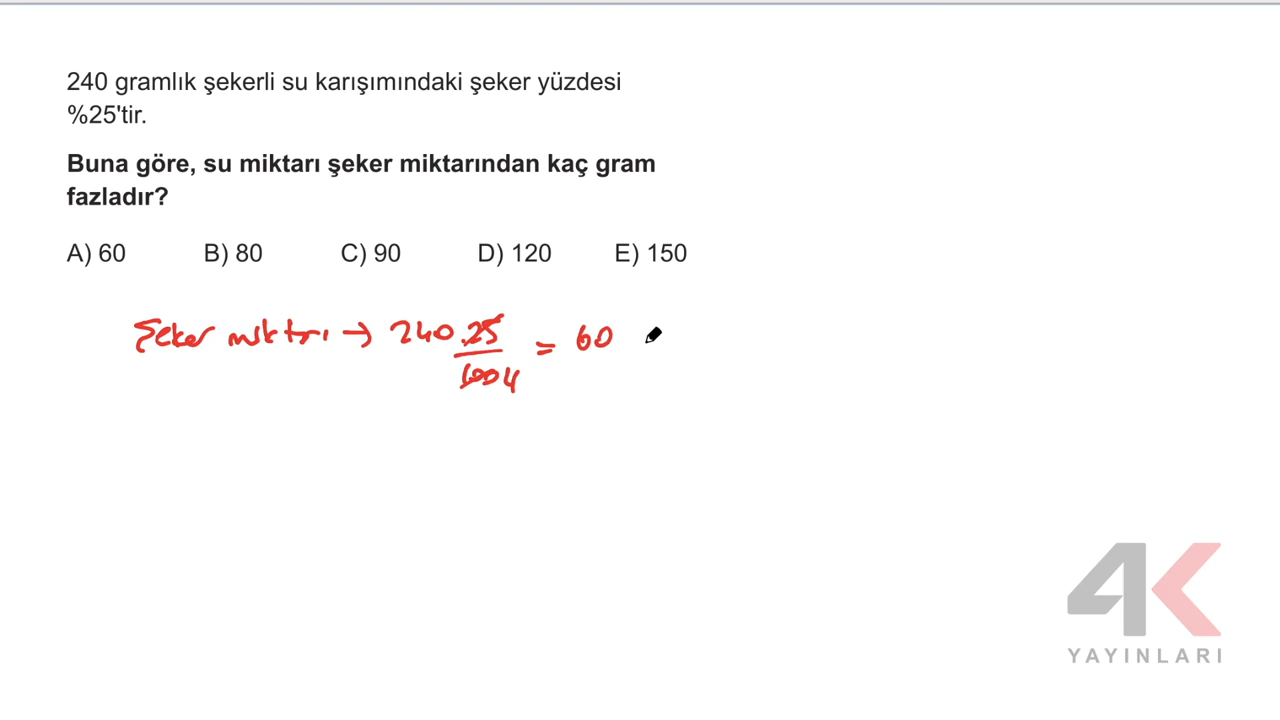 240 gramlık şekerli su karışımındaki şeker yüzdesi
%25'tir.
Buna göre, su miktarı şeker miktarından kaç gram
fazladır?
A) 60 B) 80 C) 90 D) 120 E) 150
Şeker miktarı → 240.25 = 60
100 4
4K
YAYINLARI